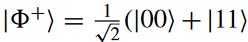 |Φ⁺⟩ = 1/√2 (|00⟩ + |11⟩)